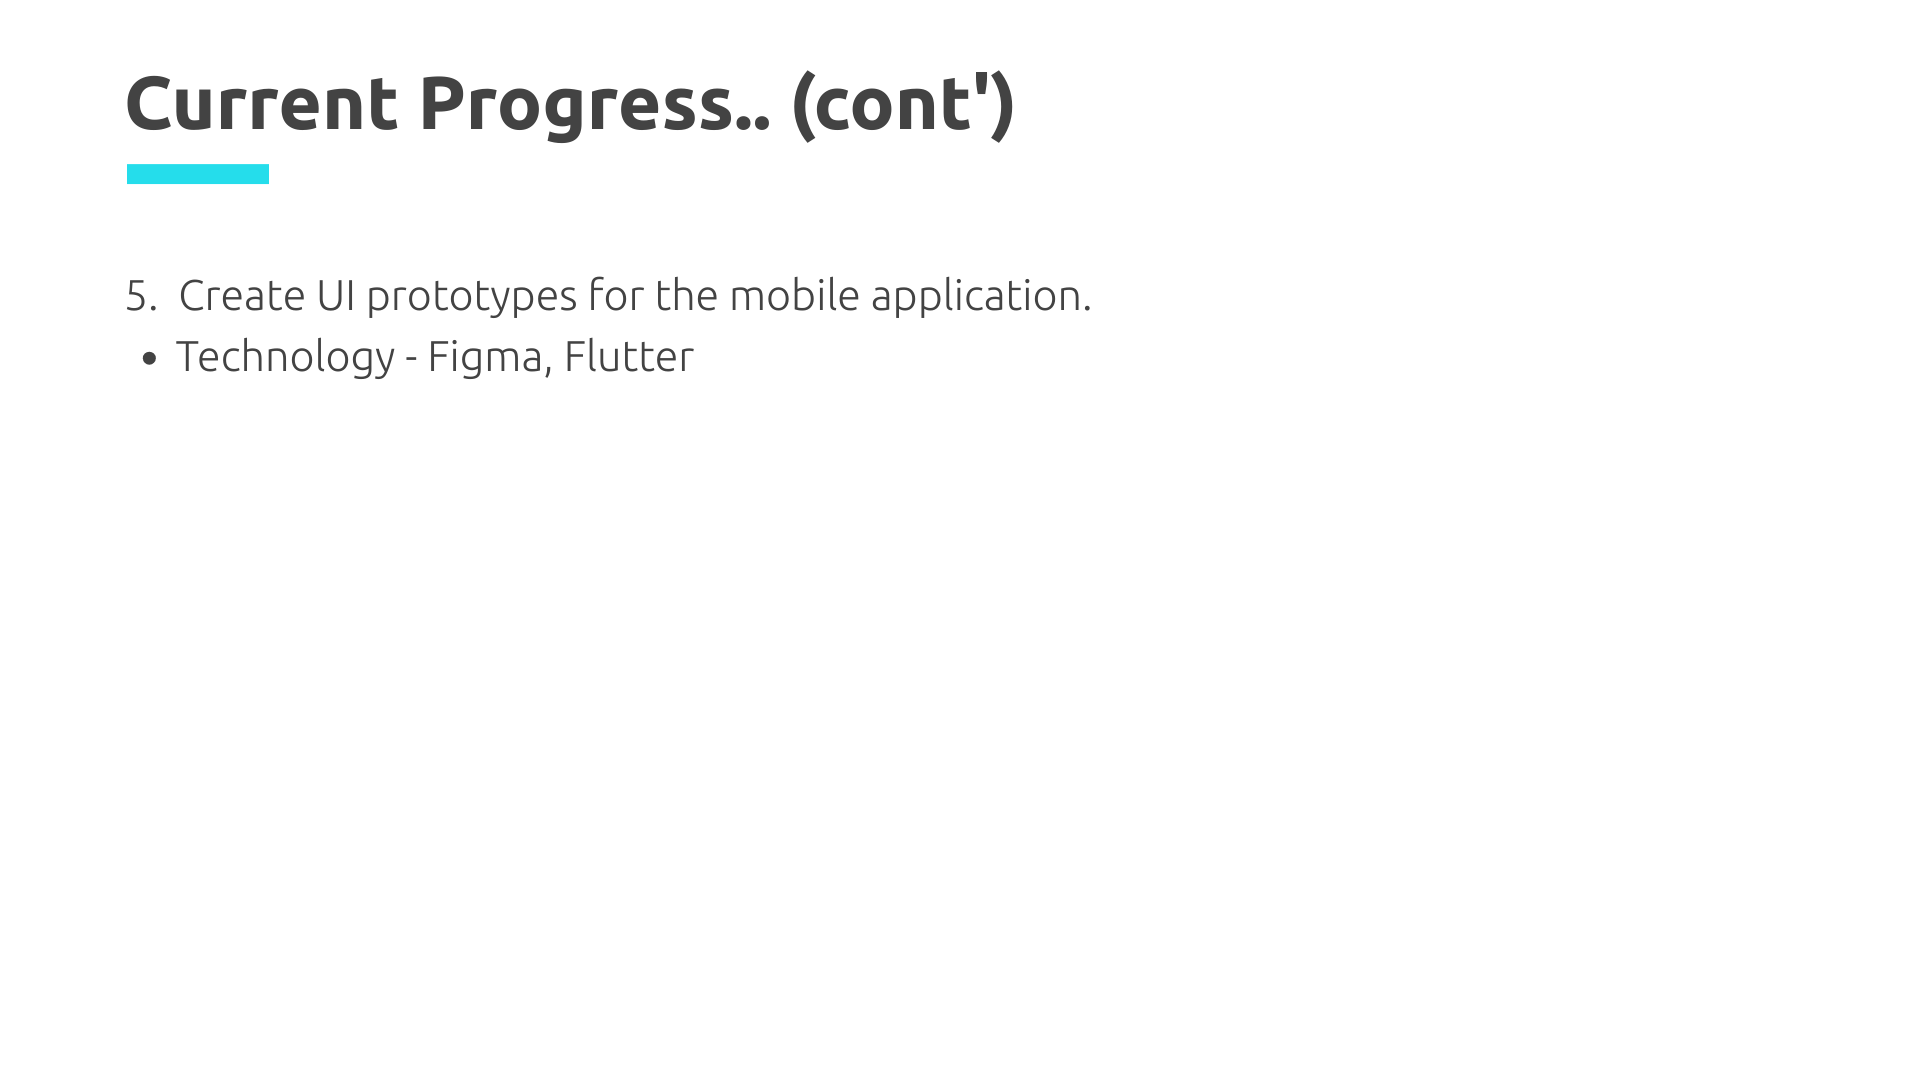 Current Progress.. (cont')
5. Create UI prototypes for the mobile application.
• Technology - Figma, Flutter